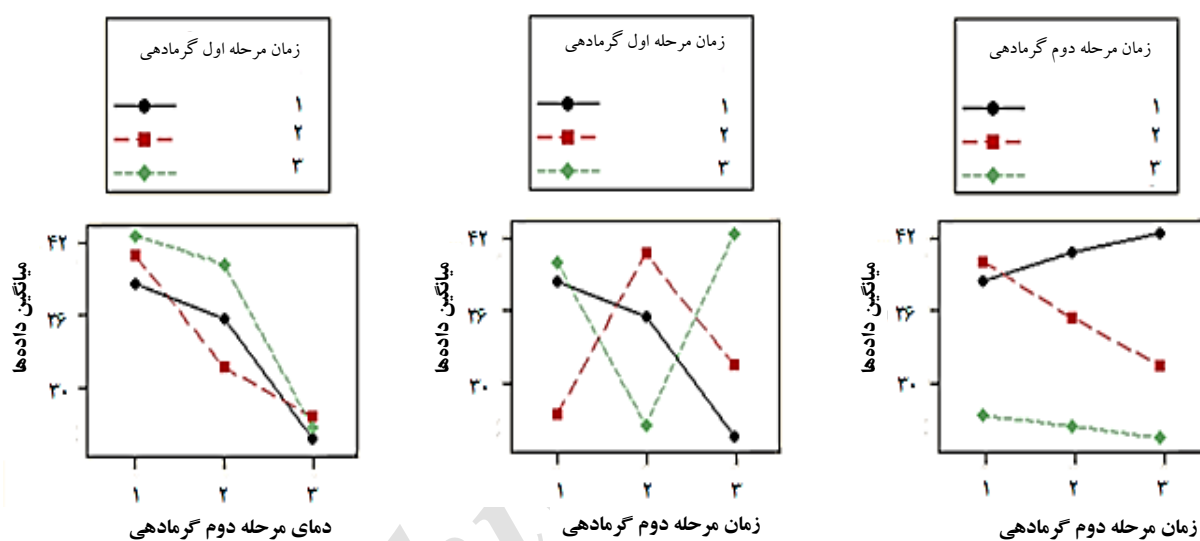 زمان مرحله اول گرمادهی
۱
۲
۳
۴۲
۳۶
۳۰
میانگین داده‌ها
۱ ۲ ۳
دمای مرحله دوم گرمادهی
زمان مرحله اول گرمادهی
۱
۲
۳
۴۲
۳۶
۳۰
میانگین داده‌ها
۱ ۲ ۳
زمان مرحله دوم گرمادهی
زمان مرحله دوم گرمادهی
۱
۲
۳
۴۲
۳۶
۳۰
میانگین داده‌ها
۱ ۲ ۳
زمان مرحله دوم گرمادهی